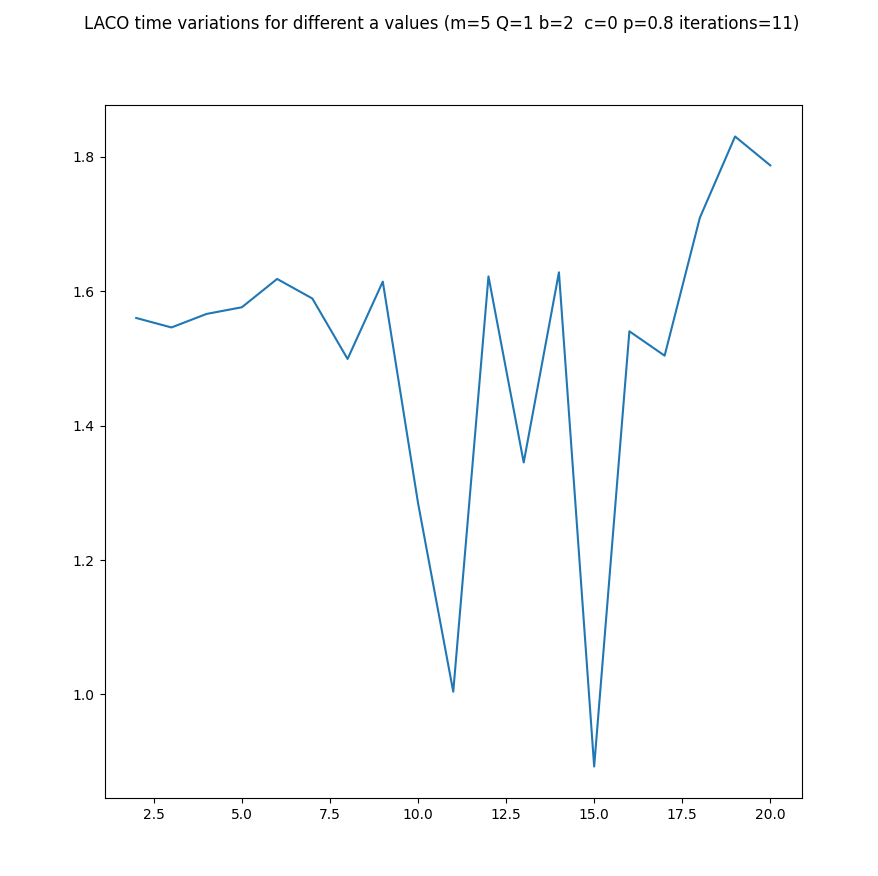 LACO time variations for different a values (m=5 Q=1 b=2  c=0 p=0.8 iterations=11)
1.8
1.6
1.4
1.2
1.0
2.5 5.0 7.5 10.0 12.5 15.0 17.5 20.0